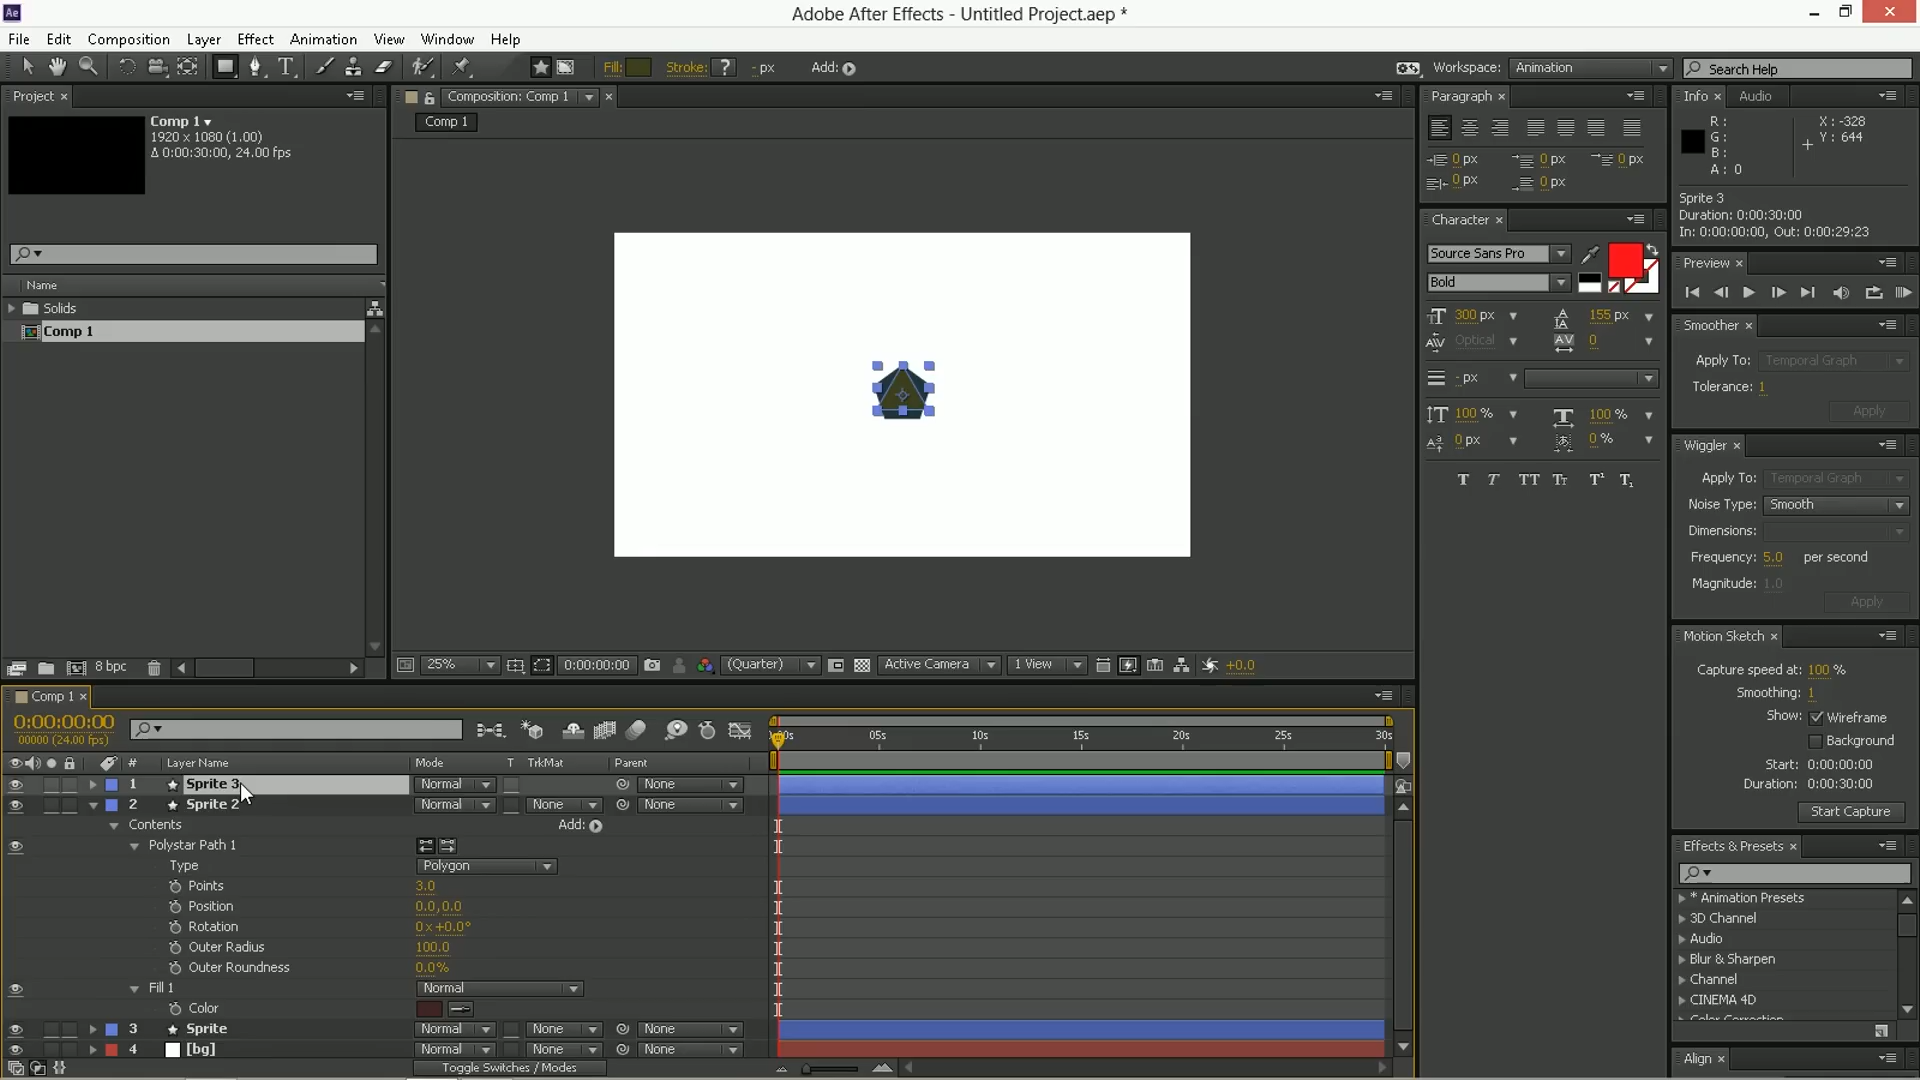 Ae
Adobe After Effects - Untitled Project.aep *
File Edit Composition Layer Effect Animation View Window Help
Fill: Stroke: ? - px Add:
Workspace: Animation Search Help
Project × Composition: Comp 1 × Paragraph × Info × Audio
Comp 1
1920 x 1080 (1.00)
Δ 0:00:30:00, 24.00 fps
Comp 1
R :
G :
B :
A : 0
X : -328
Y : 644
0 px 0 px 0 px
0 px 0 px
Sprite 3
Duration: 0:00:30:00
In: 0:00:00:00, Out: 0:00:29:23
Character ×
Source Sans Pro
Bold
300 px 155 px
Optical 0
- px
100 % 100 %
0 px 0 %
T T TT Tт T¹ T₁
Preview ×
Smoother ×
Apply To: Temporal Graph
Tolerance: 1
Apply
Wiggler ×
Apply To: Temporal Graph
Noise Type: Smooth
Dimensions:
Frequency: 5.0 per second
Magnitude: 1.0
Apply
Motion Sketch ×
Capture speed at: 100 %
Smoothing: 1
Show: Wireframe
Background
Start: 0:00:00:00
Duration: 0:00:30:00
Start Capture
Effects & Presets ×
* Animation Presets
3D Channel
Audio
Blur & Sharpen
Channel
CINEMA 4D
Color Correction
Align ×
Name
Solids
Comp 1
8 bpc
25% 0:00:00:00 (Quarter) Active Camera 1 View +0.0
Comp 1 ×
0:00:00:00
00000 (24.00 fps)
05s 10s 15s 20s 25s 30s
# Layer Name Mode T TrkMat Parent
1 Sprite 3 Normal None
2 Sprite 2 Normal None None
Contents Add:
Polystar Path 1
Type Polygon
Points 3.0
Position 0.0,0.0
Rotation 0x+0.0°
Outer Radius 100.0
Outer Roundness 0.0%
Fill 1 Normal
Color
3 Sprite Normal None None
4 [bg] Normal None None
Toggle Switches / Modes